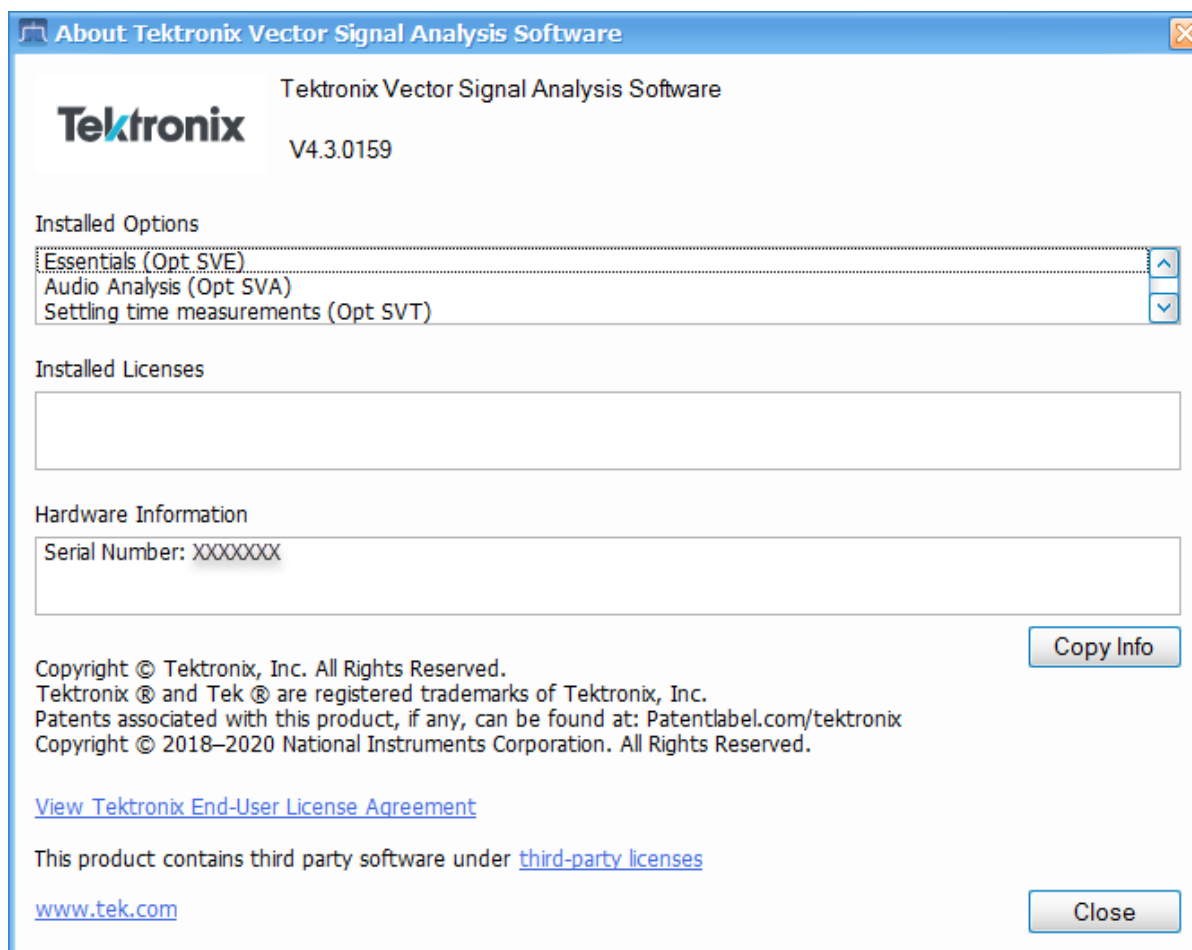 About Tektronix Vector Signal Analysis Software
Tektronix
Tektronix Vector Signal Analysis Software
V4.3.0159
Installed Options
Essentials (Opt SVE)
Audio Analysis (Opt SVA)
Settling time measurements (Opt SVT)
Installed Licenses
Hardware Information
Serial Number: XXXXXXX
Copy Info
Copyright © Tektronix, Inc. All Rights Reserved.
Tektronix ® and Tek ® are registered trademarks of Tektronix, Inc.
Patents associated with this product, if any, can be found at: Patentlabel.com/tektronix
Copyright © 2018–2020 National Instruments Corporation. All Rights Reserved.
View Tektronix End-User License Agreement
This product contains third party software under third-party licenses
www.tek.com
Close